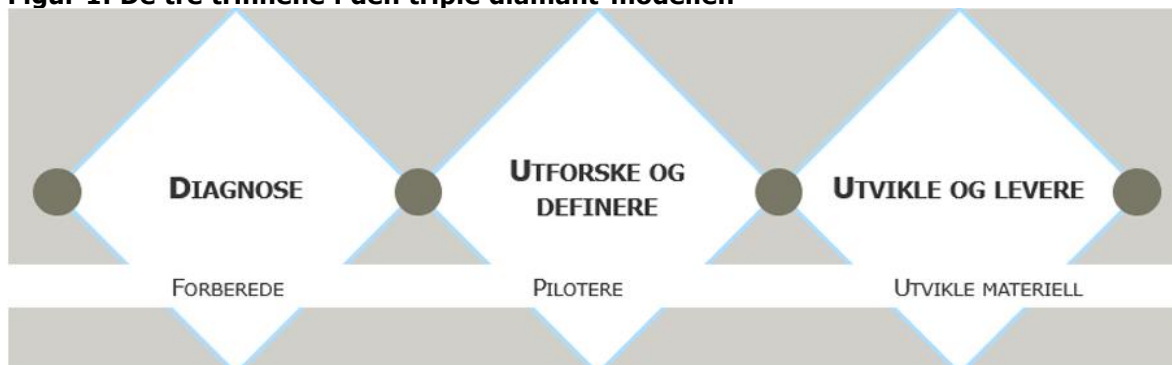 Figur 1: De tre trinnene i den triple diamant-modellen
DIAGNOSE
UTFORSKE OG
DEFINERE
UTVIKLE OG LEVERE
FORBEREDE
PILOTERE
UTVIKLE MATERIELL